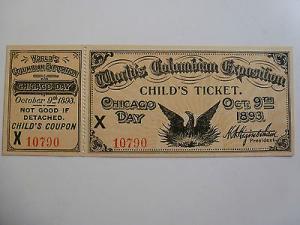 WORLD'S
COLUMBIAN EXPOSITION
CHICAGO DAY
October 9th 1893.
NOT GOOD IF
DETACHED.
CHILD'S COUPON
X 10790
World's Columbian Exposition
CHILD'S TICKET.
CHICAGO DAY
OCT. 9TH 1893.
X
10790
President